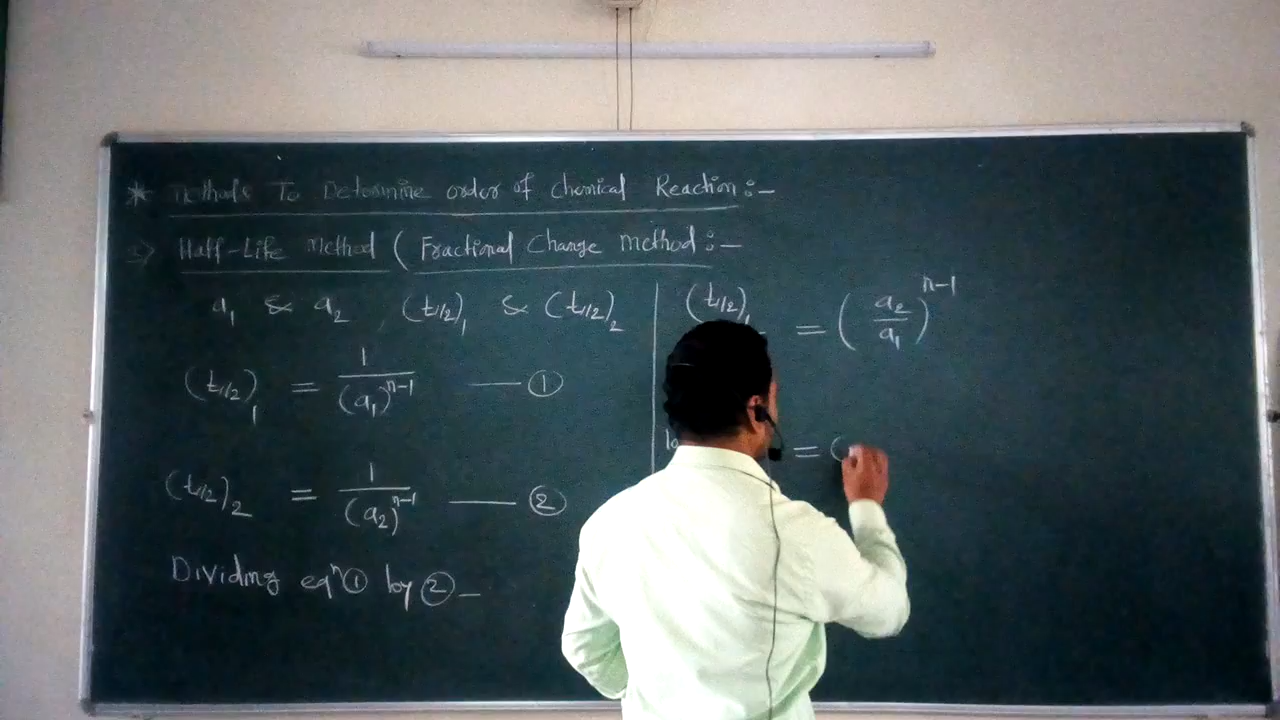 * Methods To Determine order of Chemical Reaction :-
Half-Life Method ( Fractional Change method :-
a₁ & a₂ (t1/2)₁ & (t1/2)₂
(t1/2)₁ = 1/(a₁)ⁿ⁻¹ — ①
(t1/2)₂ = 1/(a₂)ⁿ⁻¹ — ②
Dividing eqⁿ ① by ② –
(t1/2)₁ = (a₂/a₁)ⁿ⁻¹
= (